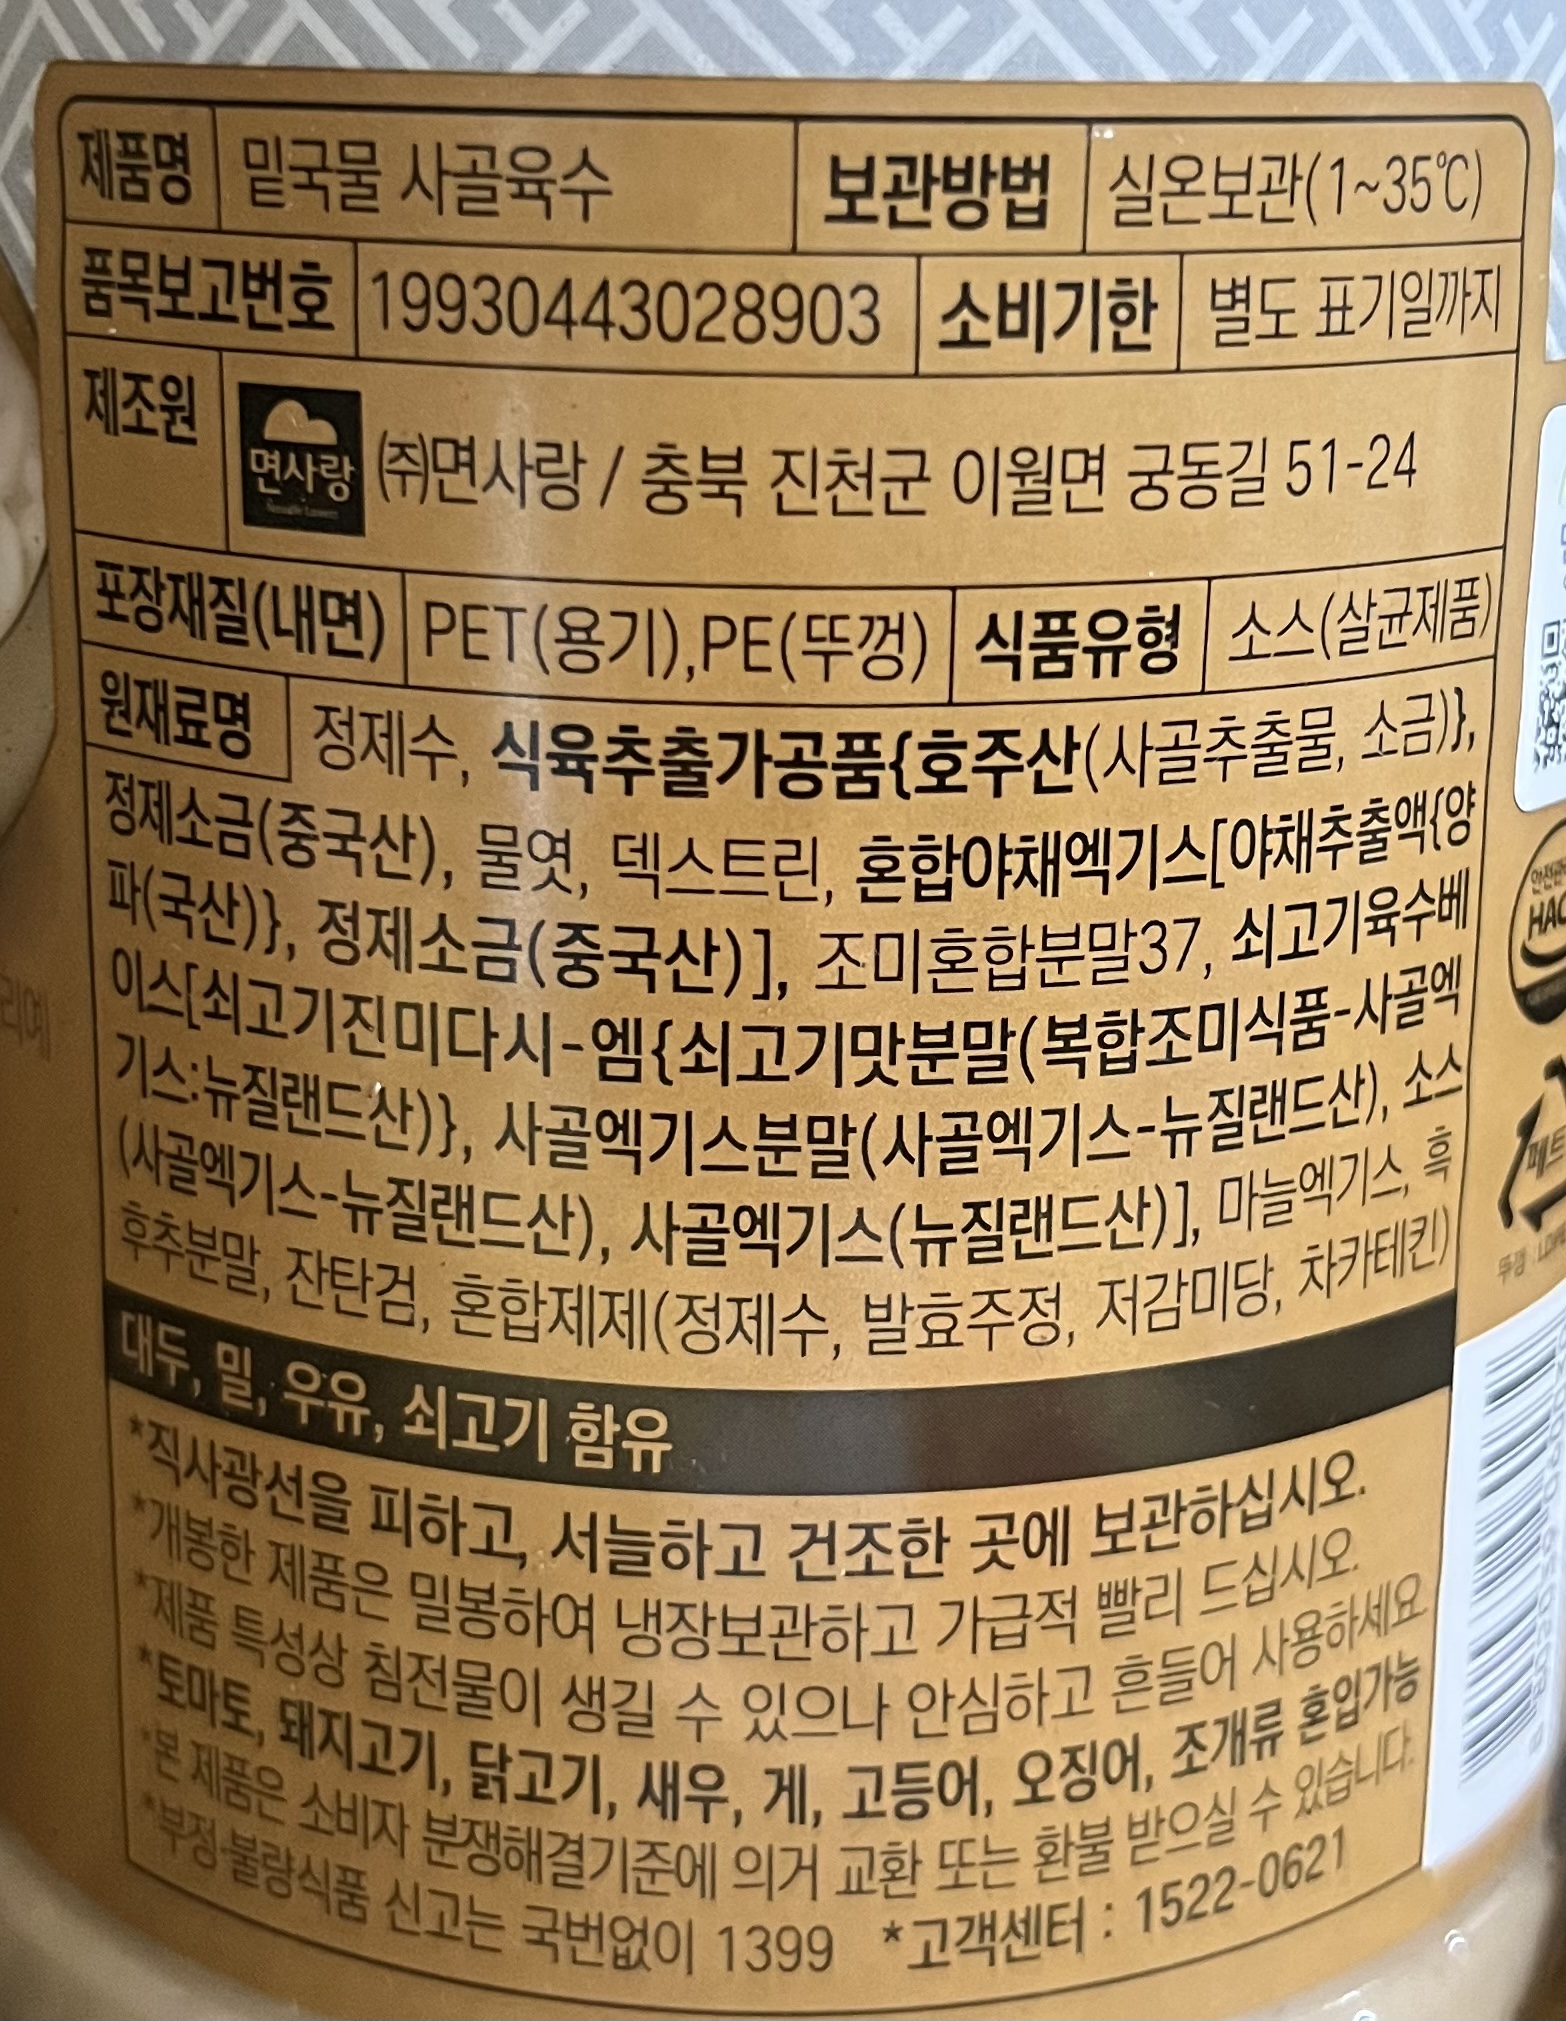 제품명 밑국물 사골육수 보관방법 실온보관(1~35℃)
품목보고번호 19930443028903 소비기한 별도 표기일까지
제조원 면사랑 ㈜면사랑 / 충북 진천군 이월면 궁동길 51-24
포장재질(내면) PET(용기),PE(뚜껑) 식품유형 소스(살균제품)
원재료명 정제수, 식육추출가공품{호주산(사골추출물, 소금)},
정제소금(중국산), 물엿, 덱스트린, 혼합야채엑기스[야채추출액{양
파(국산)}, 정제소금(중국산)], 조미혼합분말37, 쇠고기육수베
이스[쇠고기진미다시-엠{쇠고기맛분말(복합조미식품-사골엑
기스:뉴질랜드산)}, 사골엑기스분말(사골엑기스-뉴질랜드산), 소스
(사골엑기스-뉴질랜드산), 사골엑기스(뉴질랜드산)], 마늘엑기스, 흑
후추분말, 잔탄검, 혼합제제(정제수, 발효주정, 저감미당, 차카테킨)
대두, 밀, 우유, 쇠고기 함유
*직사광선을 피하고, 서늘하고 건조한 곳에 보관하십시오.
*개봉한 제품은 밀봉하여 냉장보관하고 가급적 빨리 드십시오.
*제품 특성상 침전물이 생길 수 있으나 안심하고 흔들어 사용하세요.
*토마토, 돼지고기, 닭고기, 새우, 게, 고등어, 오징어, 조개류 혼입가능
*본 제품은 소비자 분쟁해결기준에 의거 교환 또는 환불 받으실 수 있습니다.
*부정·불량식품 신고는 국번없이 1399 *고객센터 : 1522-0621
페트
뚜껑